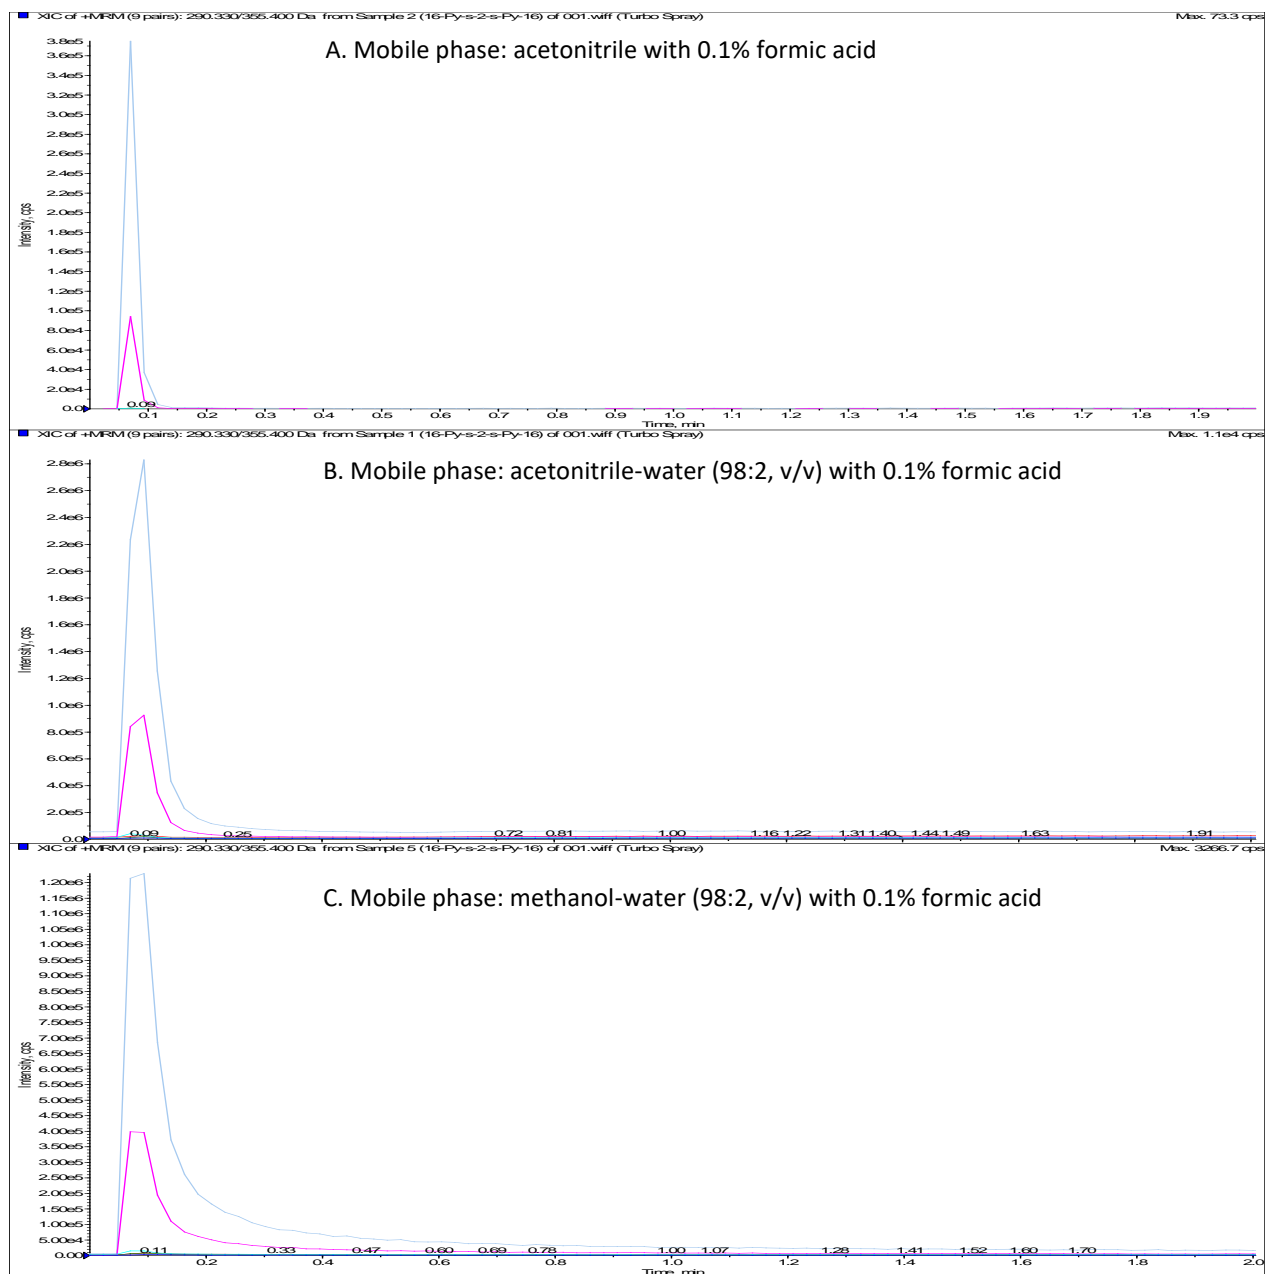 XIC of +MRM (9 pairs): 290.330/355.400 Da from Sample 2 (16-Py-s-2-s-Py-16) of 001.wiff (Turbo Spray) Max. 73.3 cps
A. Mobile phase: acetonitrile with 0.1% formic acid
3.8e5
3.4e5
3.2e5
3.0e5
2.8e5
2.6e5
2.4e5
2.2e5
2.0e5
1.8e5
1.6e5
1.4e5
1.2e5
1.0e5
8.0e4
6.0e4
4.0e4
2.0e4
0.0
Intensity, cps
0.09
0.1 0.2 0.3 0.4 0.5 0.6 0.7 0.8 0.9 1.0 1.1 1.2 1.3 1.4 1.5 1.6 1.7 1.8 1.9
Time, min
XIC of +MRM (9 pairs): 290.330/355.400 Da from Sample 1 (16-Py-s-2-s-Py-16) of 001.wiff (Turbo Spray) Max. 1.1e4 cps
B. Mobile phase: acetonitrile-water (98:2, v/v) with 0.1% formic acid
2.8e6
2.6e6
2.4e6
2.2e6
2.0e6
1.8e6
1.6e6
1.4e6
1.2e6
1.0e6
8.0e5
6.0e5
4.0e5
2.0e5
0.0
Intensity, cps
0.09 0.25 0.72 0.81 1.00 1.16 1.22 1.31 1.40 1.44 1.49 1.63 1.91
XIC of +MRM (9 pairs): 290.330/355.400 Da from Sample 5 (16-Py-s-2-s-Py-16) of 001.wiff (Turbo Spray) Max. 3266.7 cps
C. Mobile phase: methanol-water (98:2, v/v) with 0.1% formic acid
1.20e6
1.15e6
1.10e6
1.05e6
1.00e6
9.50e5
9.00e5
8.50e5
8.00e5
7.50e5
7.00e5
6.50e5
6.00e5
5.50e5
5.00e5
4.50e5
4.00e5
3.50e5
3.00e5
2.50e5
2.00e5
1.50e5
1.00e5
5.00e4
0.00
Intensity, cps
0.11 0.33 0.47 0.60 0.69 0.78 1.00 1.07 1.28 1.41 1.52 1.60 1.70
0.2 0.4 0.6 0.8 1.0 1.2 1.4 1.6 1.8 2.0
Time, min